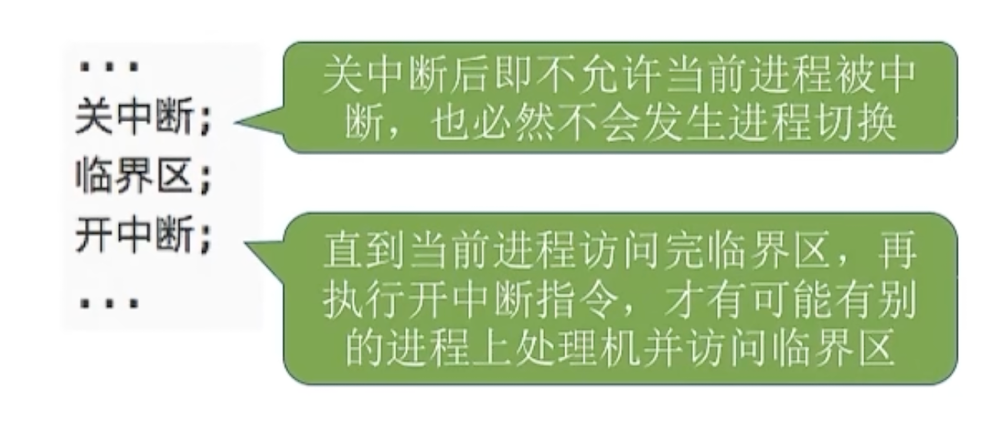 ...
关中断;
临界区;
开中断;
...
关中断后即不允许当前进程被中
断，也必然不会发生进程切换
直到当前进程访问完临界区，再
执行开中断指令，才有可能有别
的进程上处理机并访问临界区